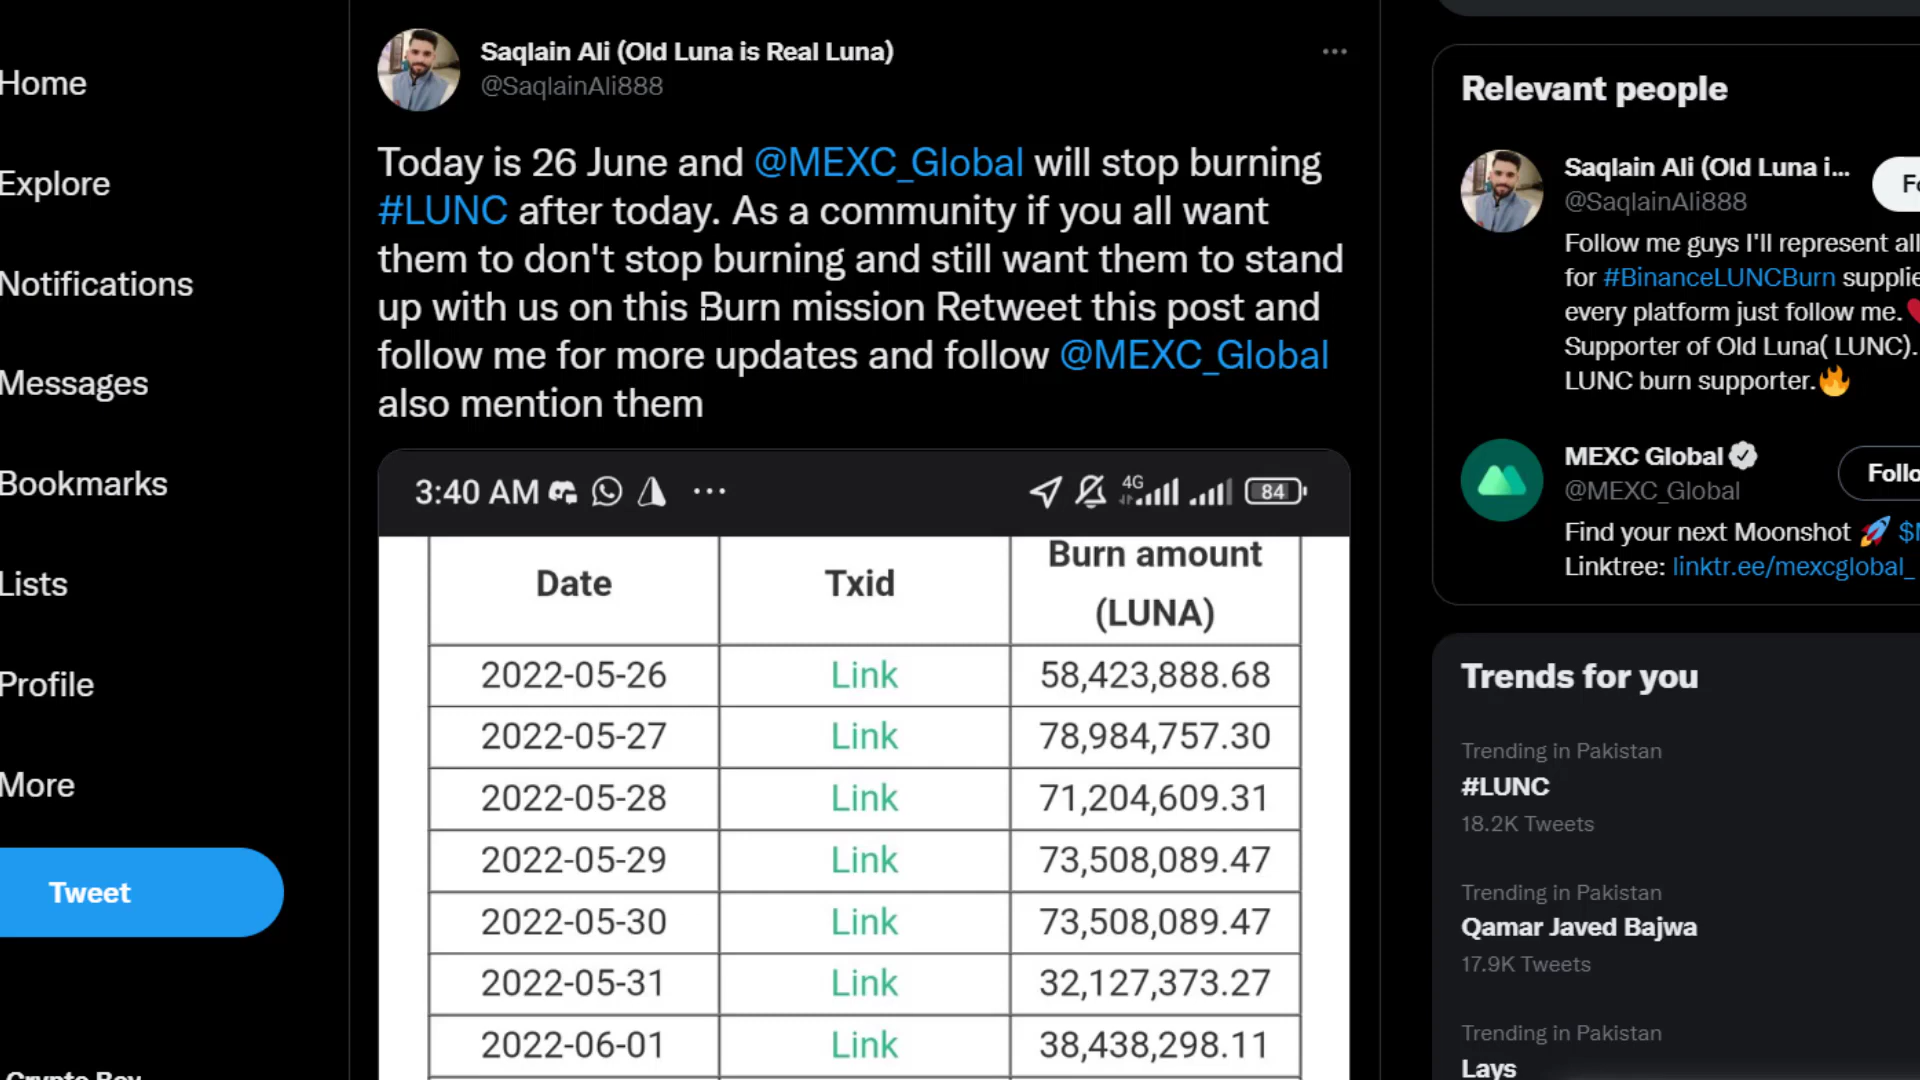 Home
Explore
Notifications
Messages
Bookmarks
Lists
Profile
More
Tweet
Saqlain Ali (Old Luna is Real Luna)
@SaqlainAli888
Today is 26 June and @MEXC_Global will stop burning
#LUNC after today. As a community if you all want
them to don't stop burning and still want them to stand
up with us on this Burn mission Retweet this post and
follow me for more updates and follow @MEXC_Global
also mention them
3:40 AM ... 4G 84
Date Txid Burn amount
(LUNA)
2022-05-26 Link 58,423,888.68
2022-05-27 Link 78,984,757.30
2022-05-28 Link 71,204,609.31
2022-05-29 Link 73,508,089.47
2022-05-30 Link 73,508,089.47
2022-05-31 Link 32,127,373.27
2022-06-01 Link 38,438,298.11
Relevant people
Saqlain Ali (Old Luna i...
@SaqlainAli888
Follow me guys I'll represent all
for #BinanceLUNCBurn supplie
every platform just follow me.
Supporter of Old Luna( LUNC).
LUNC burn supporter.🔥
MEXC Global
@MEXC_Global
Follo
Find your next Moonshot 🚀
Linktree: linktr.ee/mexcglobal_
Trends for you
Trending in Pakistan
#LUNC
18.2K Tweets
Trending in Pakistan
Qamar Javed Bajwa
17.9K Tweets
Trending in Pakistan
Lays